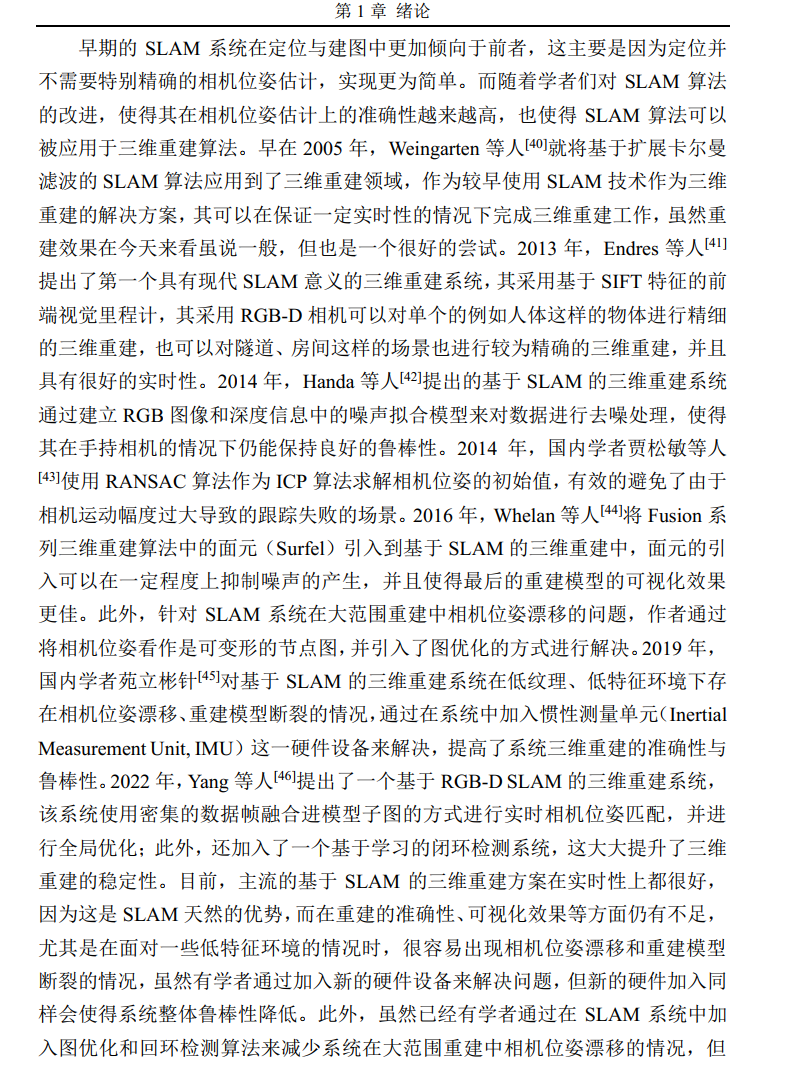 第 1 章 绪论
早期的 SLAM 系统在定位与建图中更加倾向于前者，这主要是因为定位并
不需要特别精确的相机位姿估计，实现更为简单。而随着学者们对 SLAM 算法
的改进，使得其在相机位姿估计上的准确性越来越高，也使得 SLAM 算法可以
被应用于三维重建算法。早在 2005 年，Weingarten 等人[40]就将基于扩展卡尔曼
滤波的 SLAM 算法应用到了三维重建领域，作为较早使用 SLAM 技术作为三维
重建的解决方案，其可以在保证一定实时性的情况下完成三维重建工作，虽然重
建效果在今天来看虽说一般，但也是一个很好的尝试。2013 年，Endres 等人[41]
提出了第一个具有现代 SLAM 意义的三维重建系统，其采用基于 SIFT 特征的前
端视觉里程计，其采用 RGB-D 相机可以对单个的例如人体这样的物体进行精细
的三维重建，也可以对隧道、房间这样的场景也进行较为精确的三维重建，并且
具有很好的实时性。2014 年，Handa 等人[42]提出的基于 SLAM 的三维重建系统
通过建立 RGB 图像和深度信息中的噪声拟合模型来对数据进行去噪处理，使得
其在手持相机的情况下仍能保持良好的鲁棒性。2014 年，国内学者贾松敏等人
[43]使用 RANSAC 算法作为 ICP 算法求解相机位姿的初始值，有效的避免了由于
相机运动幅度过大导致的跟踪失败的场景。2016 年，Whelan 等人[44]将 Fusion 系
列三维重建算法中的面元（Surfel）引入到基于 SLAM 的三维重建中，面元的引
入可以在一定程度上抑制噪声的产生，并且使得最后的重建模型的可视化效果
更佳。此外，针对 SLAM 系统在大范围重建中相机位姿漂移的问题，作者通过
将相机位姿看作是可变形的节点图，并引入了图优化的方式进行解决。2019 年，
国内学者苑立彬针[45]对基于 SLAM 的三维重建系统在低纹理、低特征环境下存
在相机位姿漂移、重建模型断裂的情况，通过在系统中加入惯性测量单元（Inertial
Measurement Unit, IMU）这一硬件设备来解决，提高了系统三维重建的准确性与
鲁棒性。2022 年，Yang 等人[46]提出了一个基于 RGB-D SLAM 的三维重建系统，
该系统使用密集的数据帧融合进模型子图的方式进行实时相机位姿匹配，并进
行全局优化；此外，还加入了一个基于学习的闭环检测系统，这大大提升了三维
重建的稳定性。目前，主流的基于 SLAM 的三维重建方案在实时性上都很好，
因为这是 SLAM 天然的优势，而在重建的准确性、可视化效果等方面仍有不足，
尤其是在面对一些低特征环境的情况时，很容易出现相机位姿漂移和重建模型
断裂的情况，虽然有学者通过加入新的硬件设备来解决问题，但新的硬件加入同
样会使得系统整体鲁棒性降低。此外，虽然已经有学者通过在 SLAM 系统中加
入图优化和回环检测算法来减少系统在大范围重建中相机位姿漂移的情况，但